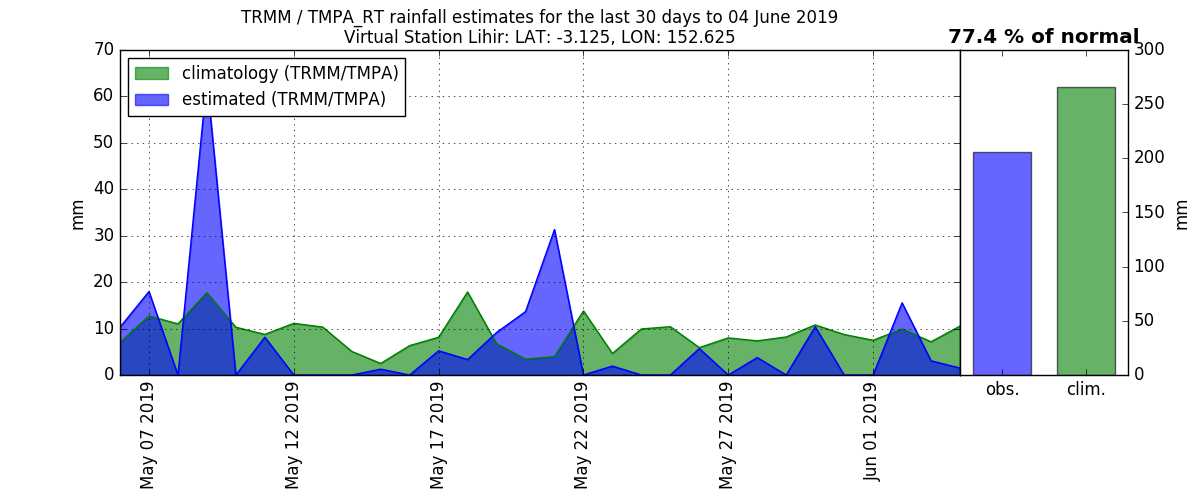 TRMM / TMPA_RT rainfall estimates for the last 30 days to 04 June 2019
Virtual Station Lihir: LAT: -3.125, LON: 152.625
77.4 % of normal
climatology (TRMM/TMPA)
estimated (TRMM/TMPA)
70
60
50
40
30
20
10
0
mm
May 07 2019
May 12 2019
May 17 2019
May 22 2019
May 27 2019
Jun 01 2019
obs.
clim.
300
250
200
150
100
50
0
mm